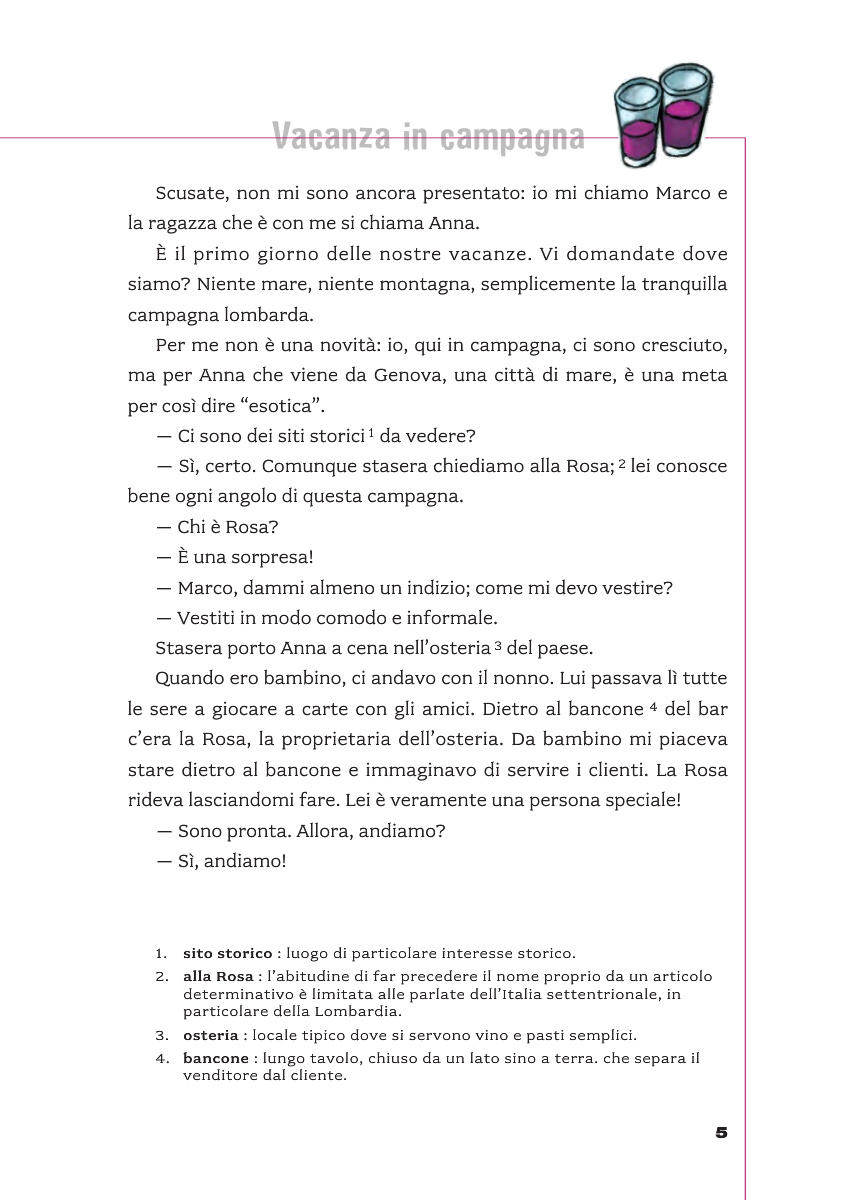 Vacanza in campagna
Scusate, non mi sono ancora presentato: io mi chiamo Marco e
la ragazza che è con me si chiama Anna.
È il primo giorno delle nostre vacanze. Vi domandate dove
siamo? Niente mare, niente montagna, semplicemente la tranquilla
campagna lombarda.
Per me non è una novità: io, qui in campagna, ci sono cresciuto,
ma per Anna che viene da Genova, una città di mare, è una meta
per così dire “esotica”.
— Ci sono dei siti storici 1 da vedere?
— Sì, certo. Comunque stasera chiediamo alla Rosa; 2 lei conosce
bene ogni angolo di questa campagna.
— Chi è Rosa?
— È una sorpresa!
— Marco, dammi almeno un indizio; come mi devo vestire?
— Vestiti in modo comodo e informale.
Stasera porto Anna a cena nell’osteria 3 del paese.
Quando ero bambino, ci andavo con il nonno. Lui passava lì tutte
le sere a giocare a carte con gli amici. Dietro al bancone 4 del bar
c’era la Rosa, la proprietaria dell’osteria. Da bambino mi piaceva
stare dietro al bancone e immaginavo di servire i clienti. La Rosa
rideva lasciandomi fare. Lei è veramente una persona speciale!
— Sono pronta. Allora, andiamo?
— Sì, andiamo!
1. sito storico : luogo di particolare interesse storico.
2. alla Rosa : l’abitudine di far precedere il nome proprio da un articolo
determinativo è limitata alle parlate dell’Italia settentrionale, in
particolare della Lombardia.
3. osteria : locale tipico dove si servono vino e pasti semplici.
4. bancone : lungo tavolo, chiuso da un lato sino a terra. che separa il
venditore dal cliente.
5